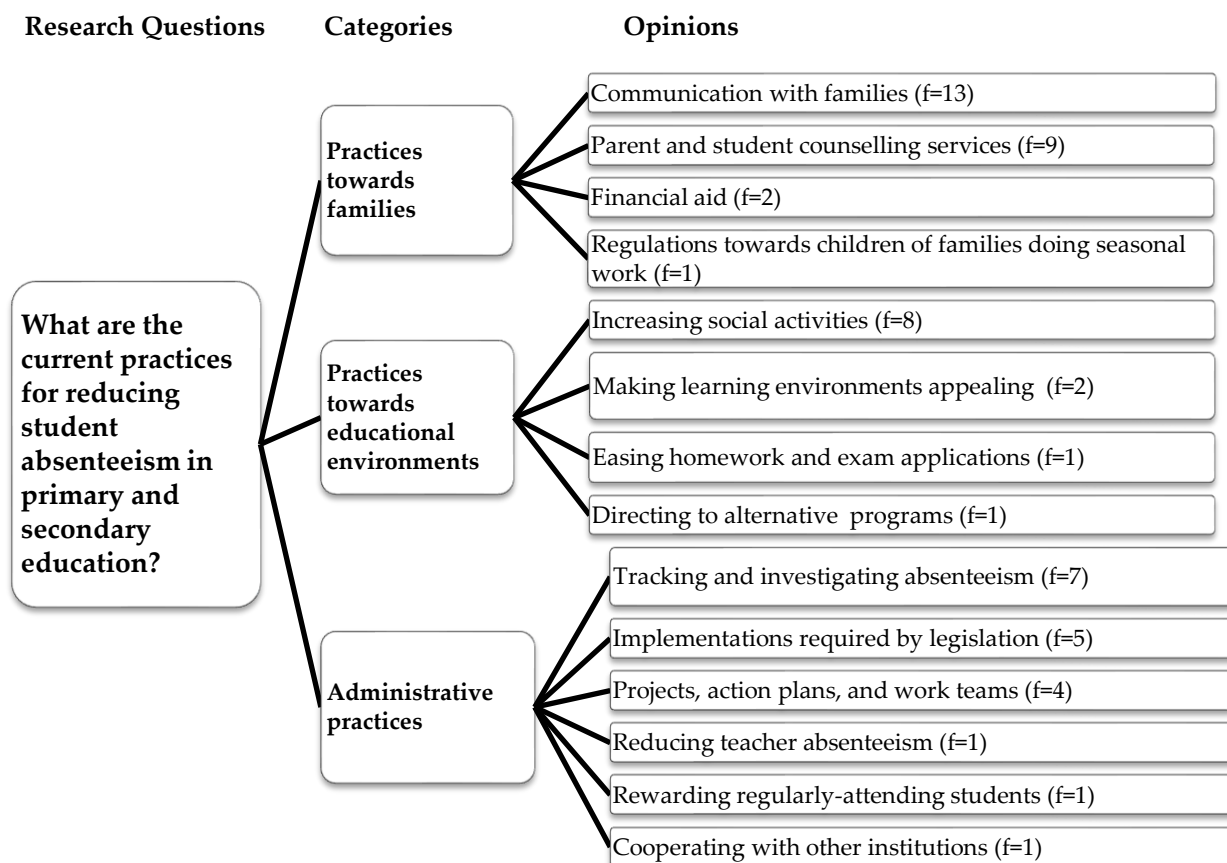 Research Questions Categories Opinions
What are the
current practices
for reducing
student
absenteeism in
primary and
secondary
education?
Practices
towards
families
Communication with families (f=13)
Parent and student counselling services (f=9)
Financial aid (f=2)
Regulations towards children of families doing seasonal
work (f=1)
Practices
towards
educational
environments
Increasing social activities (f=8)
Making learning environments appealing (f=2)
Easing homework and exam applications (f=1)
Directing to alternative programs (f=1)
Administrative
practices
Tracking and investigating absenteeism (f=7)
Implementations required by legislation (f=5)
Projects, action plans, and work teams (f=4)
Reducing teacher absenteeism (f=1)
Rewarding regularly-attending students (f=1)
Cooperating with other institutions (f=1)